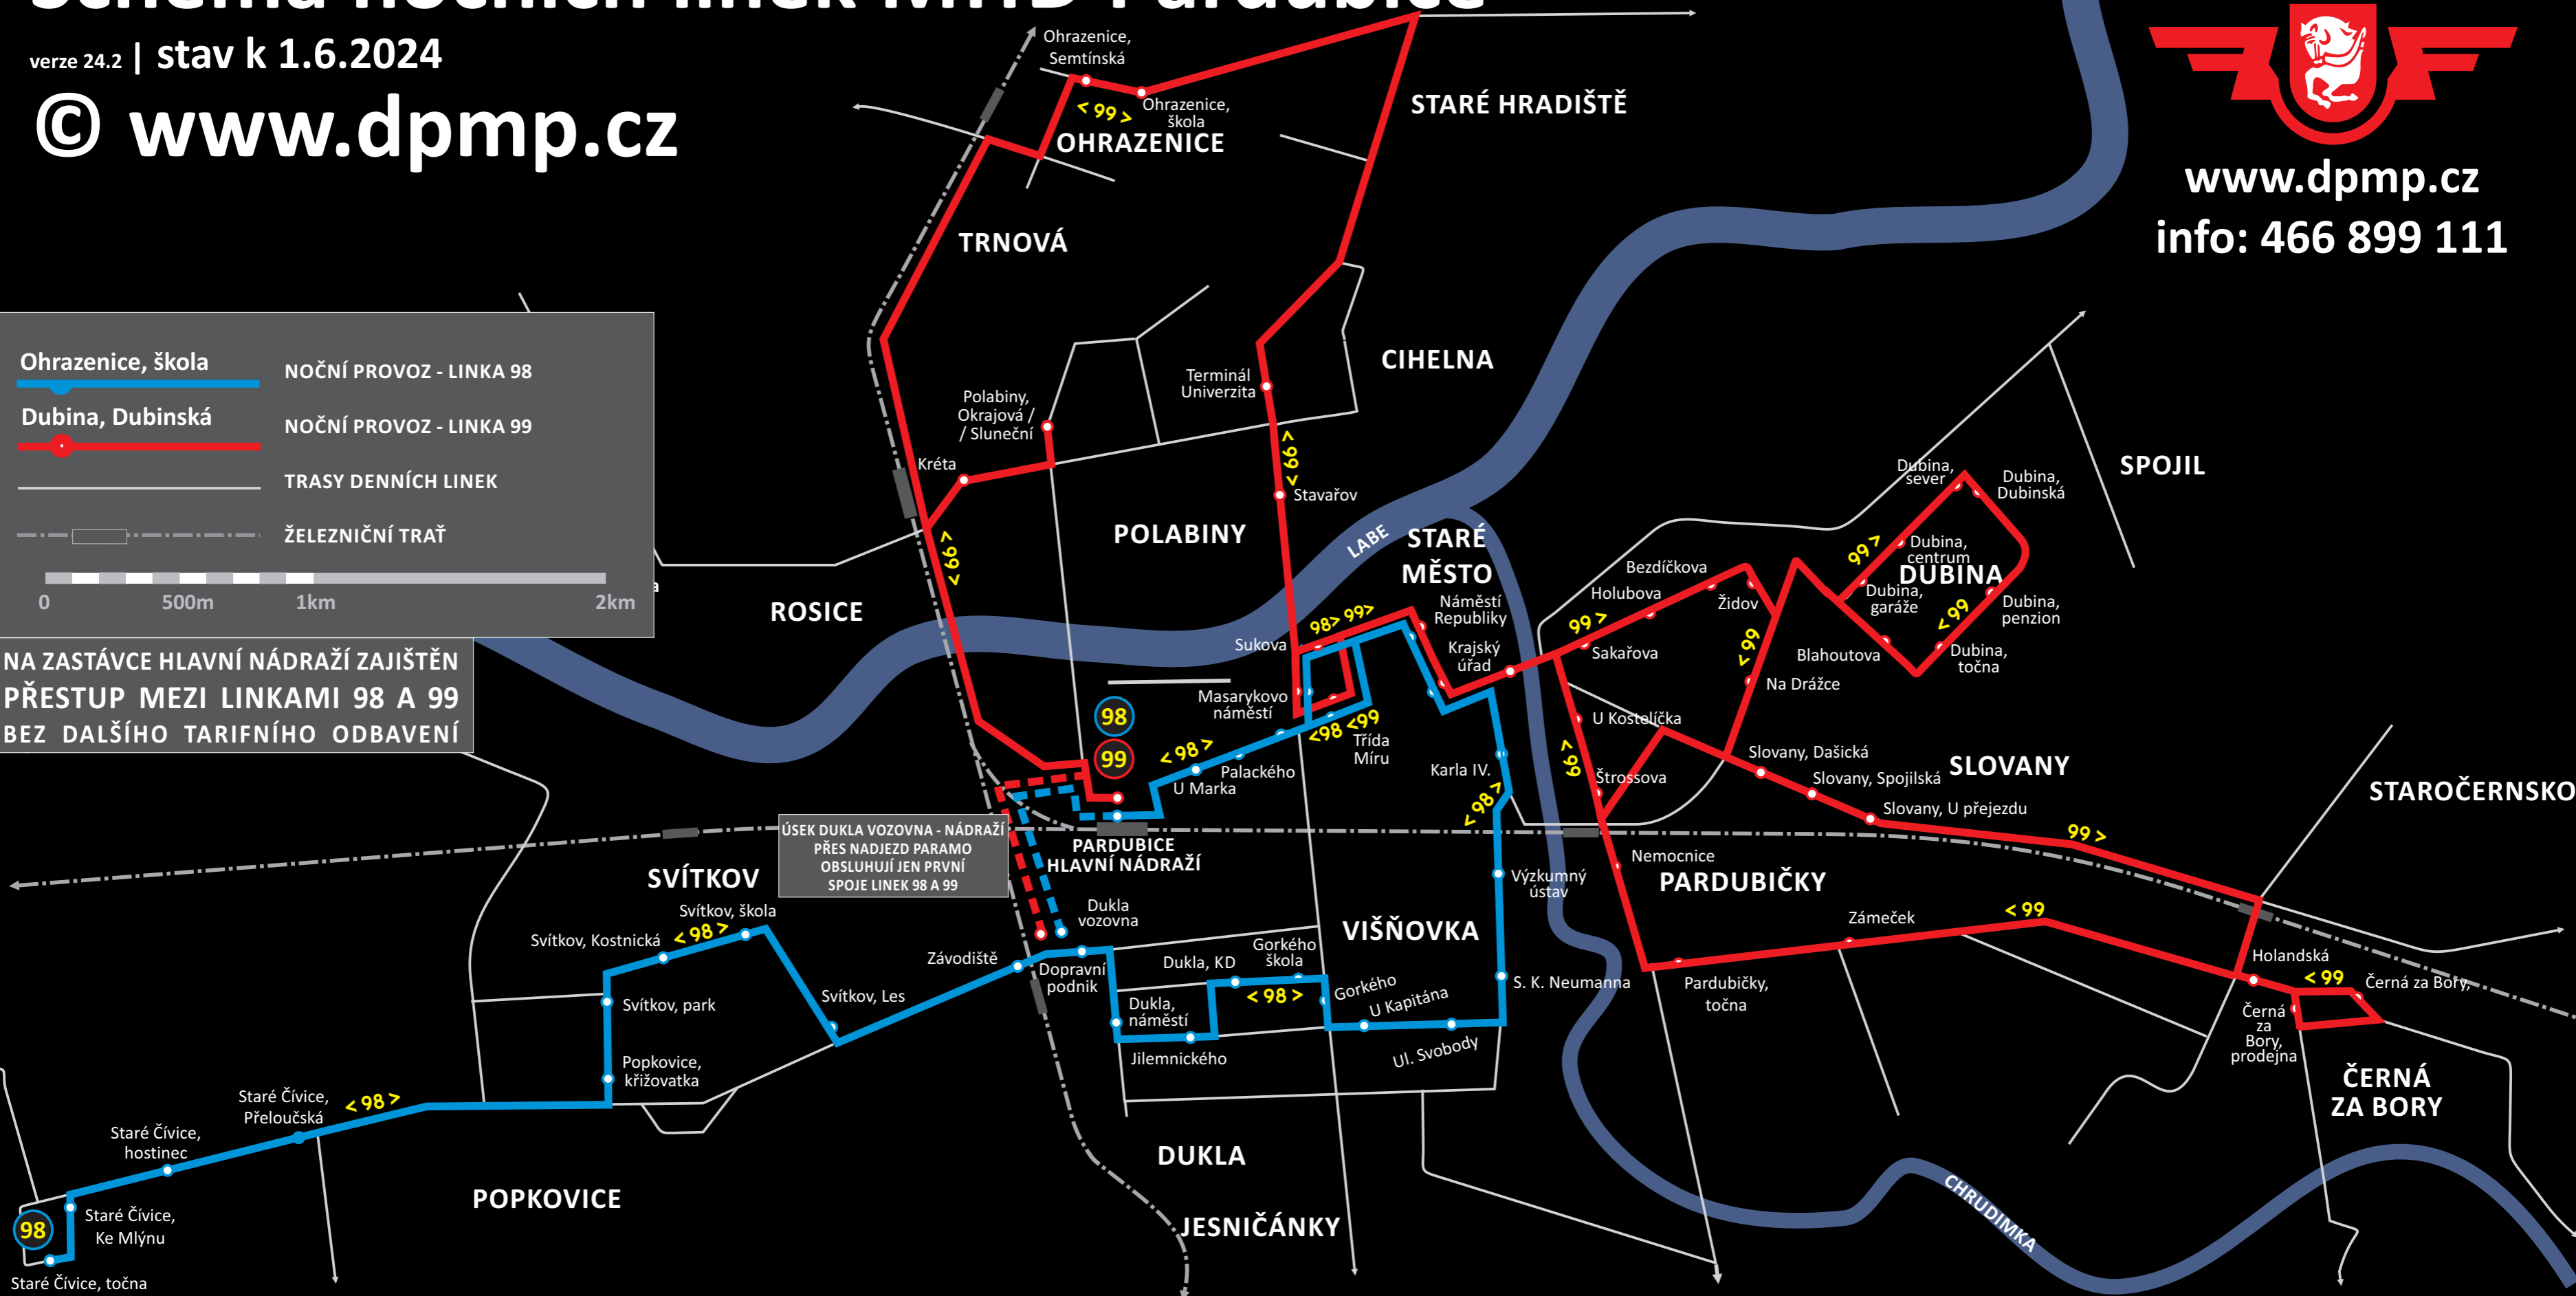 Schéma nočních linek MHD Pardubice
verze 24.2 | stav k 1.6.2024
© www.dpmp.cz
www.dpmp.cz
info: 466 899 111
Ohrazenice, škola
NOČNÍ PROVOZ - LINKA 98
Dubina, Dubinská
NOČNÍ PROVOZ - LINKA 99
TRASY DENNÍCH LINEK
ŽELEZNIČNÍ TRAŤ
0 500m 1km 2km
a
NA ZASTÁVCE HLAVNÍ NÁDRAŽÍ ZAJIŠTĚN
PŘESTUP MEZI LINKAMI 98 A 99
BEZ DALŠÍHO TARIFNÍHO ODBAVENÍ
Ohrazenice,
Semtínská
< 99 >
Ohrazenice,
škola
OHRAZENICE
STARÉ HRADIŠTĚ
TRNOVÁ
CIHELNA
Terminál
Univerzita
Polabiny,
Okrajová /
/ Sluneční
Kréta
< 99 >
Stavařov
POLABINY
< 99 >
ROSICE
LABE
STARÉ
MĚSTO
SPOJIL
Dubina,
sever
Dubina,
Dubinská
99 >
Dubina,
centrum
DUBINA
Dubina,
garáže
< 99
Dubina,
penzion
Blahoutova
Dubina,
točna
Bezdíčkova
Holubova
Židov
99 >
Sakařova
< 99
Na Drážce
98> 99>
Náměstí
Republiky
Sukova
Krajský
úřad
Masarykovo
náměstí
<98 <99
Třída
Míru
98
99
< 98 >
Palackého
U Marka
Karla IV.
< 98 >
U Kostelíčka
< 99
Štrossova
Slovany, Dašická
Slovany, Spojilská
Slovany, U přejezdu
SLOVANY
STAROČERNSKO
99 >
ÚSEK DUKLA VOZOVNA - NÁDRAŽÍ
PŘES NADJEZD PARAMO
OBSLUHUJÍ JEN PRVNÍ
SPOJE LINEK 98 A 99
PARDUBICE
HLAVNÍ NÁDRAŽÍ
Nemocnice
PARDUBIČKY
Výzkumný
ústav
SVÍTKOV
Svítkov, škola
< 98 >
Svítkov, Kostnická
Dukla
vozovna
VIŠŇOVKA
Zámeček
< 99
Závodiště
Dopravní
podnik
Dukla, KD
Gorkého
škola
< 98 >
Gorkého
U Kapitána
S. K. Neumanna
Pardubičky,
točna
Holandská
< 99
Černá za Bory,
Černá
za
Bory,
prodejna
ČERNÁ
ZA BORY
Svítkov, park
Svítkov, Les
Dukla,
náměstí
Jilemnického
Ul. Svobody
Popkovice,
křižovatka
Staré Čívice,
Přeloučská
< 98 >
Staré Čívice,
hostinec
DUKLA
POPKOVICE
JESNIČÁNKY
CHRUDIMKA
98
Staré Čívice,
Ke Mlýnu
Staré Čívice, točna